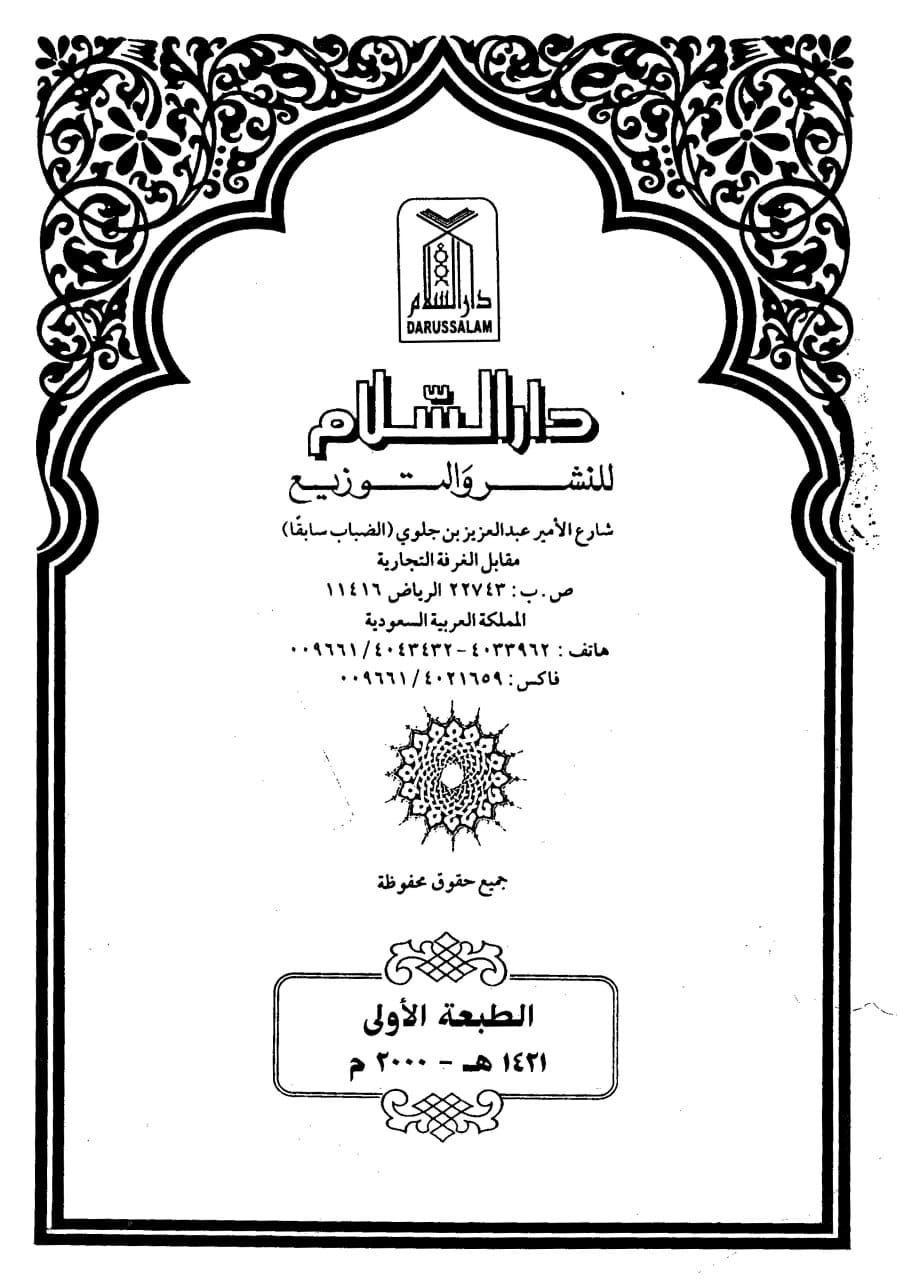 دار السلام
DARUSSALAM
دار السّلام
للنشر والتوزيع
شارع الأمير عبدالعزيز بن جلوي (الضباب سابقًا)
مقابل الغرفة التجارية
ص.ب: ٢٢٧٤٣ الرياض ١١٤١٦
المملكة العربية السعودية
هاتف: ٤٠٣٣٩٦٢-٠٠٩٦٦١/٤٠٤٣٤٣٢
فاكس: ٠٠٩٦٦١/٤٠٢١٦٥٩
جميع حقوق محفوظة
الطبعة الأولى
١٤٢١ هـ - ٢٠٠٠ م